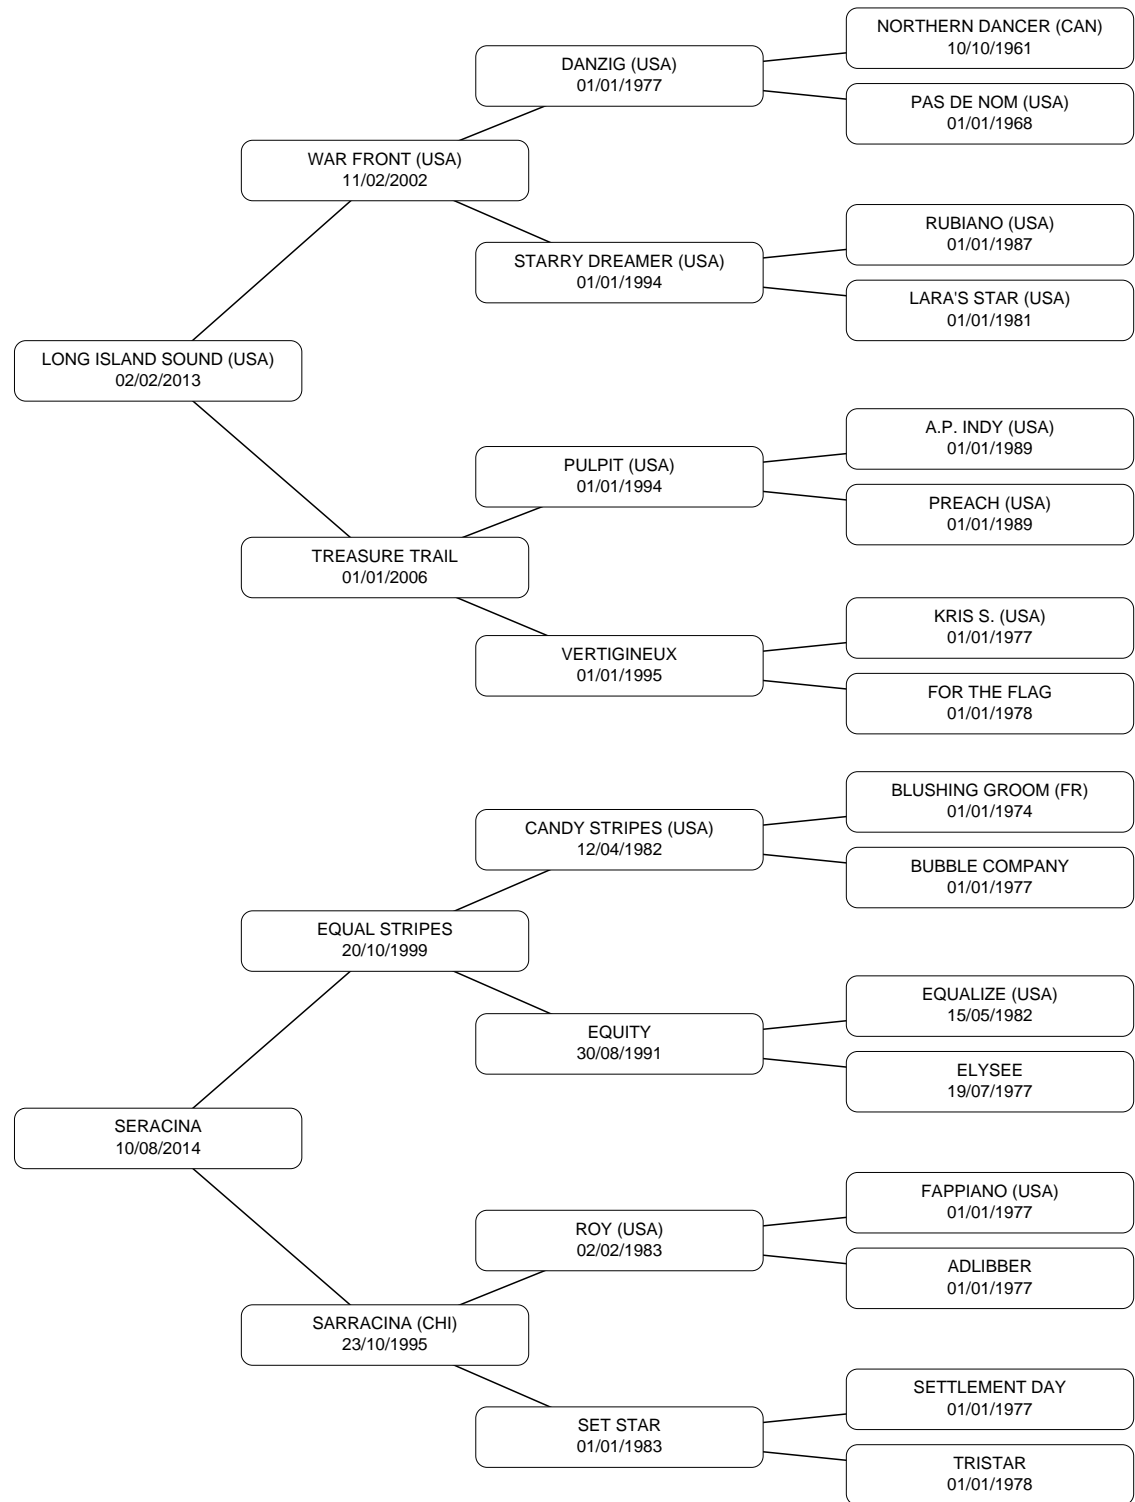 NORTHERN DANCER (CAN)
10/10/1961
DANZIG (USA)
01/01/1977
PAS DE NOM (USA)
01/01/1968
WAR FRONT (USA)
11/02/2002
RUBIANO (USA)
01/01/1987
STARRY DREAMER (USA)
01/01/1994
LARA'S STAR (USA)
01/01/1981
LONG ISLAND SOUND (USA)
02/02/2013
A.P. INDY (USA)
01/01/1989
PULPIT (USA)
01/01/1994
PREACH (USA)
01/01/1989
TREASURE TRAIL
01/01/2006
KRIS S. (USA)
01/01/1977
VERTIGINEUX
01/01/1995
FOR THE FLAG
01/01/1978
BLUSHING GROOM (FR)
01/01/1974
CANDY STRIPES (USA)
12/04/1982
BUBBLE COMPANY
01/01/1977
EQUAL STRIPES
20/10/1999
EQUALIZE (USA)
15/05/1982
EQUITY
30/08/1991
ELYSEE
19/07/1977
SERACINA
10/08/2014
FAPPIANO (USA)
01/01/1977
ROY (USA)
02/02/1983
ADLIBBER
01/01/1977
SARRACINA (CHI)
23/10/1995
SETTLEMENT DAY
01/01/1977
SET STAR
01/01/1983
TRISTAR
01/01/1978